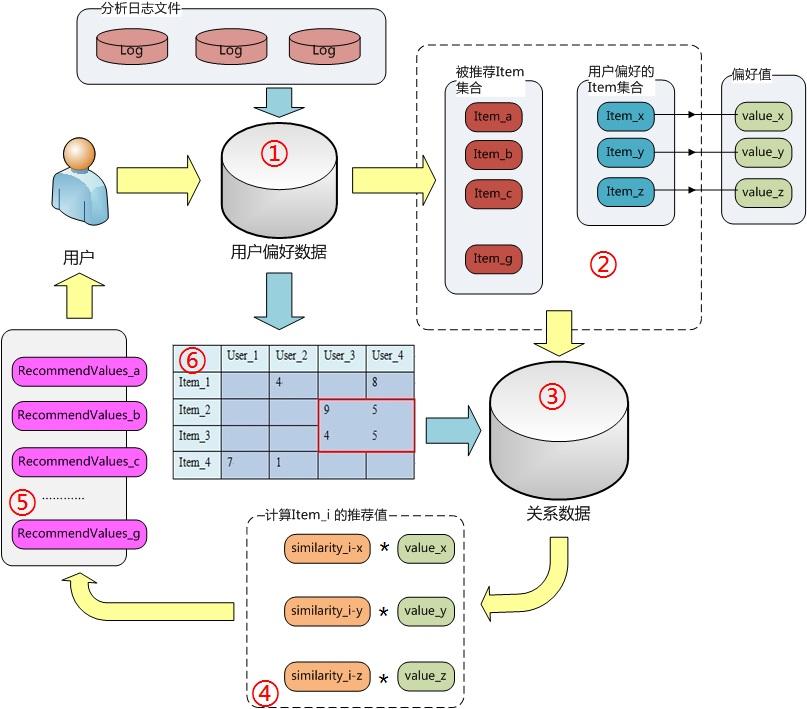 分析日志文件
Log Log Log
①
用户
用户偏好数据
被推荐Item
集合
Item_a
Item_b
Item_c
Item_g
用户偏好的
Item集合
Item_x
Item_y
Item_z
偏好值
value_x
value_y
value_z
②
⑥ User_1 User_2 User_3 User_4
Item_1 4 8
Item_2 9 5
Item_3 4 5
Item_4 7 1
③
关系数据
计算Item_i 的推荐值
similarity_i-x * value_x
similarity_i-y * value_y
similarity_i-z * value_z
④
RecommendValues_a
RecommendValues_b
RecommendValues_c
⑤ ............
RecommendValues_g